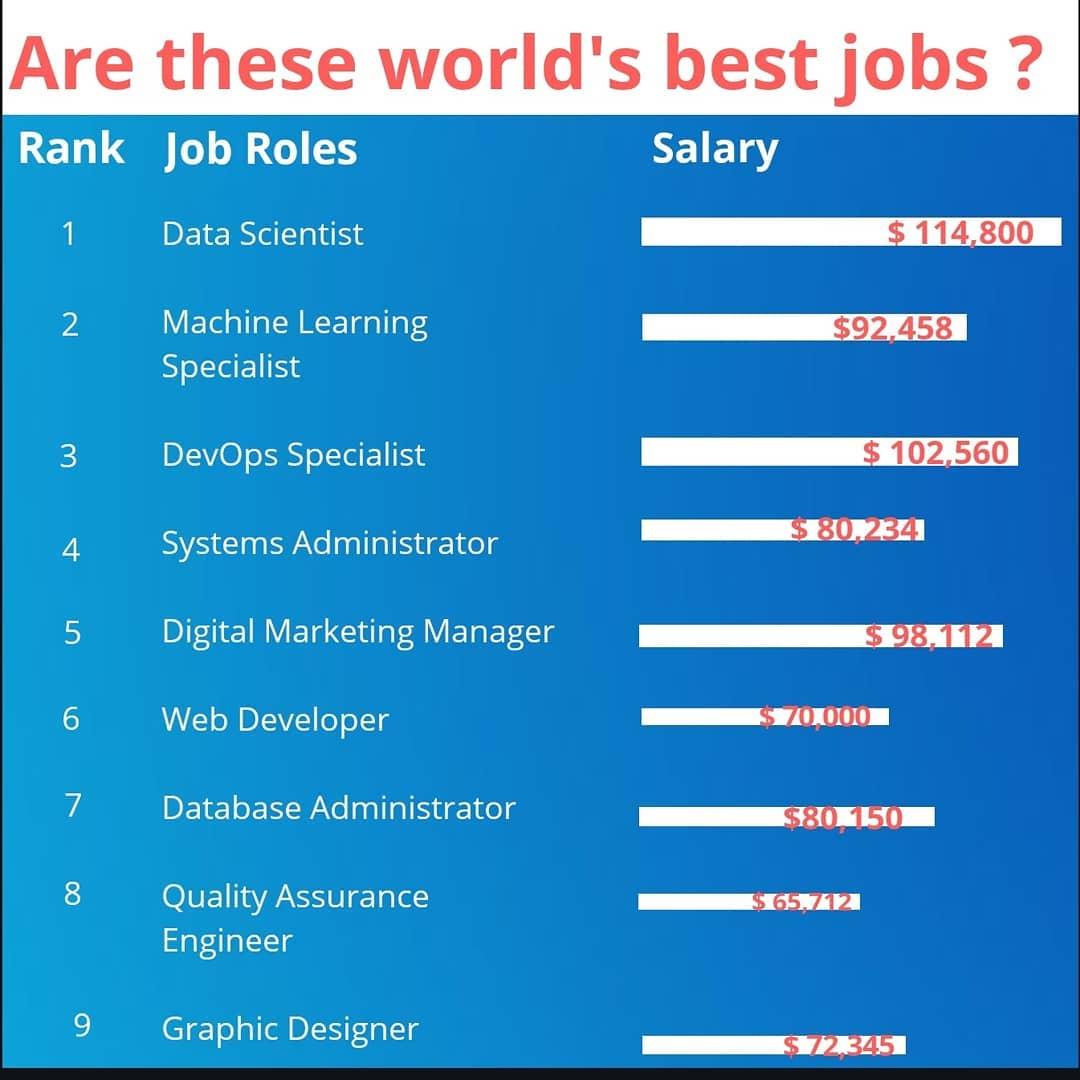 Are these world's best jobs ?
Rank Job Roles Salary
1 Data Scientist $ 114,800
2 Machine Learning $92,458
Specialist
3 DevOps Specialist $ 102,560
4 Systems Administrator $ 80,234
5 Digital Marketing Manager $ 98,112
6 Web Developer $ 70,000
7 Database Administrator $80,150
8 Quality Assurance $ 65,712
Engineer
9 Graphic Designer $ 72,345